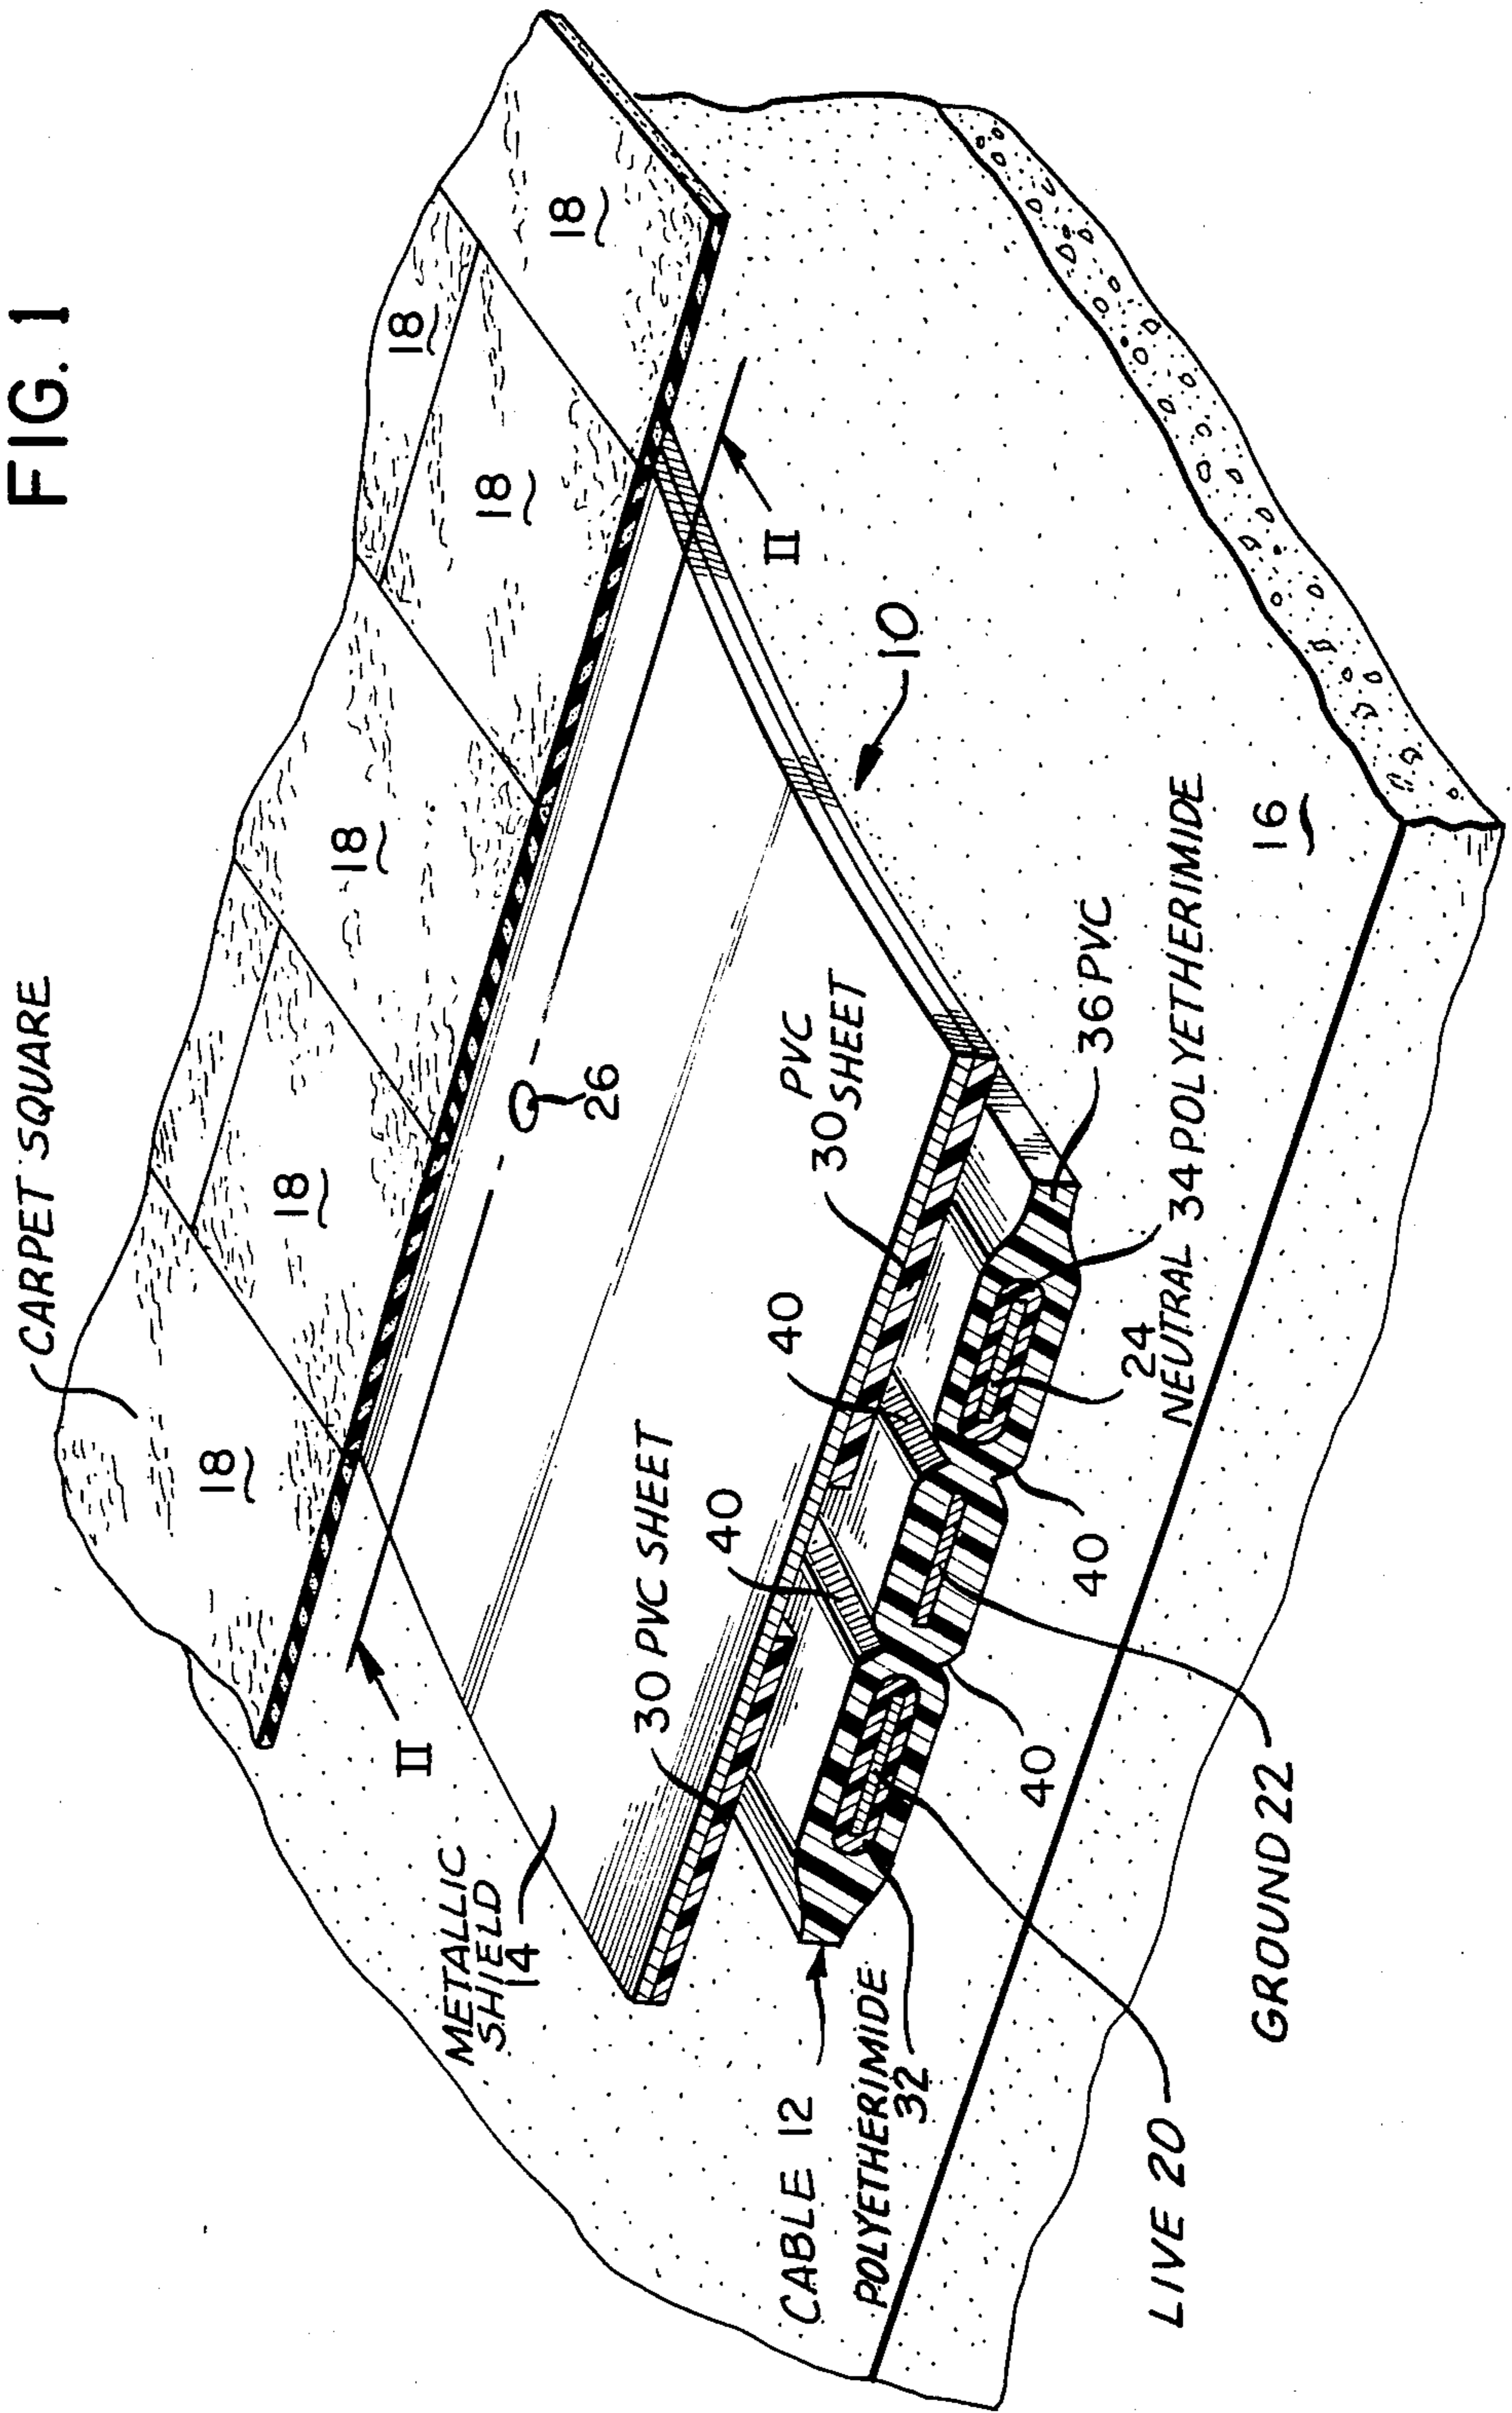 FIG. 1
CARPET SQUARE
18
18
18
18
18
18
II
26
II
10
METALLIC
SHIELD
14
30 PVC SHEET
40
40
PVC
30 SHEET
36 PVC
16
CABLE 12
POLYETHERIMIDE
32
40
40
24
NEUTRAL
34 POLYETHERIMIDE
LIVE 20
GROUND 22